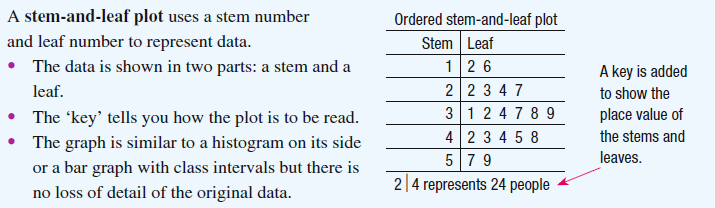 A stem-and-leaf plot uses a stem number
and leaf number to represent data.
• The data is shown in two parts: a stem and a
leaf.
• The ‘key’ tells you how the plot is to be read.
• The graph is similar to a histogram on its side
or a bar graph with class intervals but there is
no loss of detail of the original data.
Ordered stem-and-leaf plot
Stem | Leaf
1 | 2 6
2 | 2 3 4 7
3 | 1 2 4 7 8 9
4 | 2 3 4 5 8
5 | 7 9
2 | 4 represents 24 people
A key is added
to show the
place value of
the stems and
leaves.